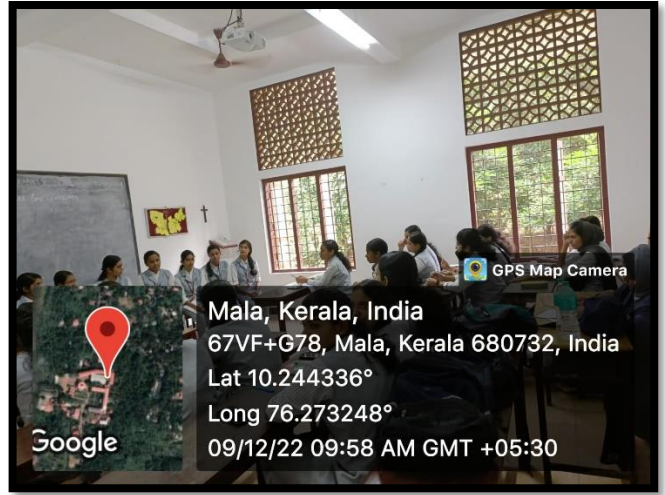 GPS Map Camera
Mala, Kerala, India
67VF+G78, Mala, Kerala 680732, India
Lat 10.244336°
Long 76.273248°
09/12/22 09:58 AM GMT +05:30
Google